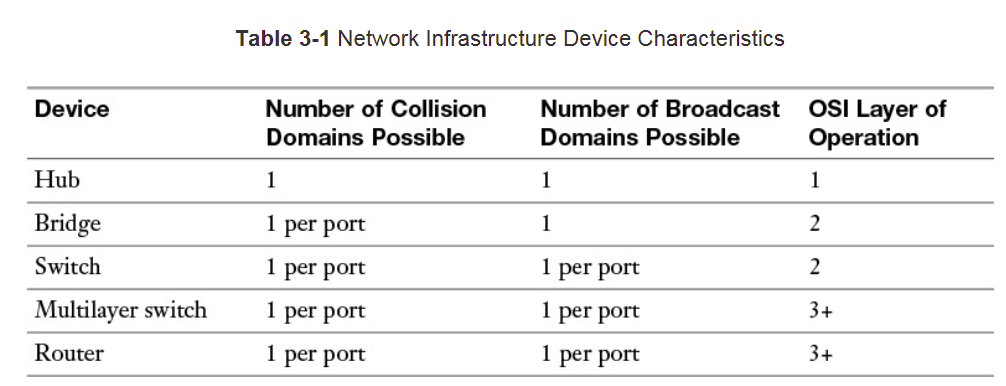 Table 3-1 Network Infrastructure Device Characteristics
Device Number of Collision Domains Possible Number of Broadcast Domains Possible OSI Layer of Operation
Hub 1 1 1
Bridge 1 per port 1 2
Switch 1 per port 1 per port 2
Multilayer switch 1 per port 1 per port 3+
Router 1 per port 1 per port 3+